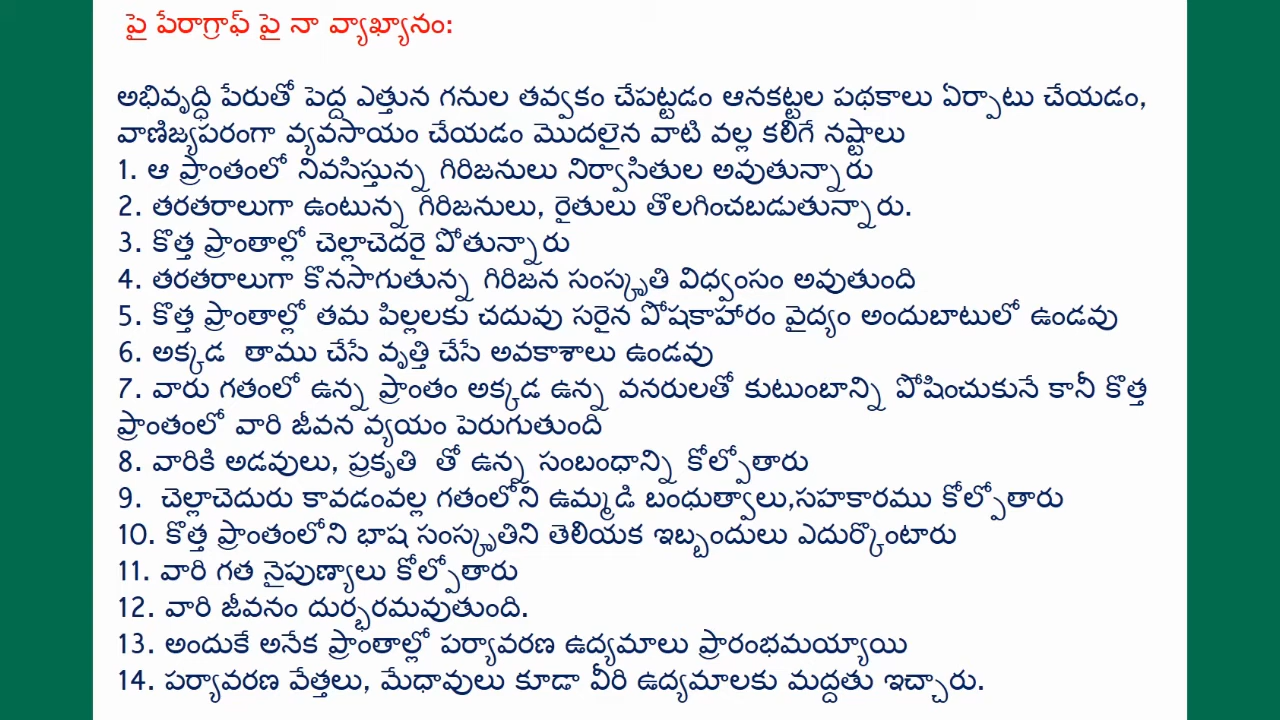 పై పేరాగ్రాఫ్ పై నా వ్యాఖ్యానం:
అభివృద్ధి పేరుతో పెద్ద ఎత్తున గనుల తవ్వకం చేపట్టడం ఆనకట్టల పథకాలు ఏర్పాటు చేయడం,
వాణిజ్యపరంగా వ్యవసాయం చేయడం మొదలైన వాటి వల్ల కలిగే నష్టాలు
1. ఆ ప్రాంతంలో నివసిస్తున్న గిరిజనులు నిర్వాసితుల అవుతున్నారు
2. తరతరాలుగా ఉంటున్న గిరిజనులు, రైతులు తొలగించబడుతున్నారు.
3. కొత్త ప్రాంతాల్లో చెల్లాచెదరై పోతున్నారు
4. తరతరాలుగా కొనసాగుతున్న గిరిజన సంస్కృతి విధ్వంసం అవుతుంది
5. కొత్త ప్రాంతాల్లో తమ పిల్లలకు చదువు సరైన పోషకాహారం వైద్యం అందుబాటులో ఉండవు
6. అక్కడ తాము చేసే వృత్తి చేసే అవకాశాలు ఉండవు
7. వారు గతంలో ఉన్న ప్రాంతం అక్కడ ఉన్న వనరులతో కుటుంబాన్ని పోషించుకునే కానీ కొత్త
ప్రాంతంలో వారి జీవన వ్యయం పెరుగుతుంది
8. వారికి అడవులు, ప్రకృతి తో ఉన్న సంబంధాన్ని కోల్పోతారు
9. చెల్లాచెదురు కావడంవల్ల గతంలోని ఉమ్మడి బంధుత్వాలు,సహకారము కోల్పోతారు
10. కొత్త ప్రాంతంలోని భాష సంస్కృతిని తెలియక ఇబ్బందులు ఎదుర్కొంటారు
11. వారి గత నైపుణ్యాలు కోల్పోతారు
12. వారి జీవనం దుర్భరమవుతుంది.
13. అందుకే అనేక ప్రాంతాల్లో పర్యావరణ ఉద్యమాలు ప్రారంభమయ్యాయి
14. పర్యావరణ వేత్తలు, మేధావులు కూడా వీరి ఉద్యమాలకు మద్దతు ఇచ్చారు.